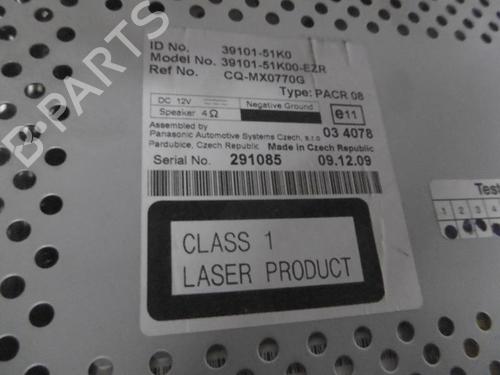 ID No. 39101-51K0
Model No. 39101-51K00-EZR
Ref No. CQ-MX0770G
Type: PACR 08
DC 12V Negative Ground
Speaker 4Ω
e11
03 4078
Assembled by
Panasonic Automotive Systems Czech, s.r.o
Pardubice, Czech Republic Made in Czech Republic
Serial No. 291085 09.12.09
CLASS 1
LASER PRODUCT
Test
1 2 3 4
B-PARTS